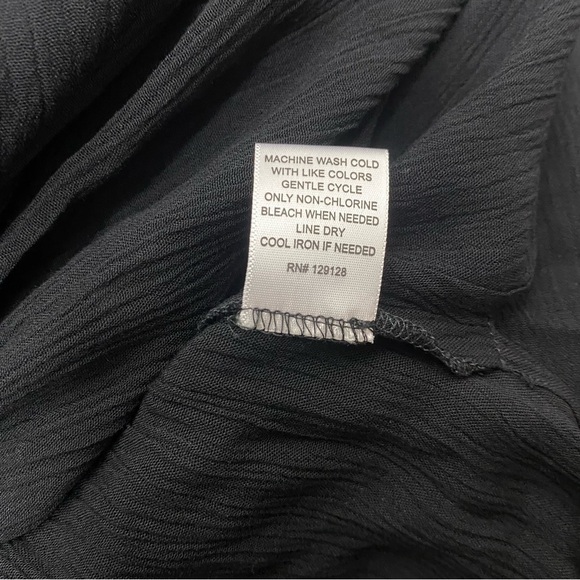 MACHINE WASH COLD
WITH LIKE COLORS
GENTLE CYCLE
ONLY NON-CHLORINE
BLEACH WHEN NEEDED
LINE DRY
COOL IRON IF NEEDED
RN# 129128